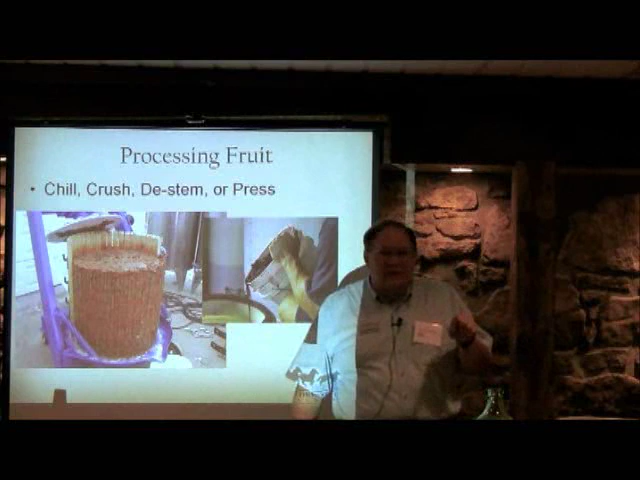 Processing Fruit
• Chill, Crush, De-stem, or Press